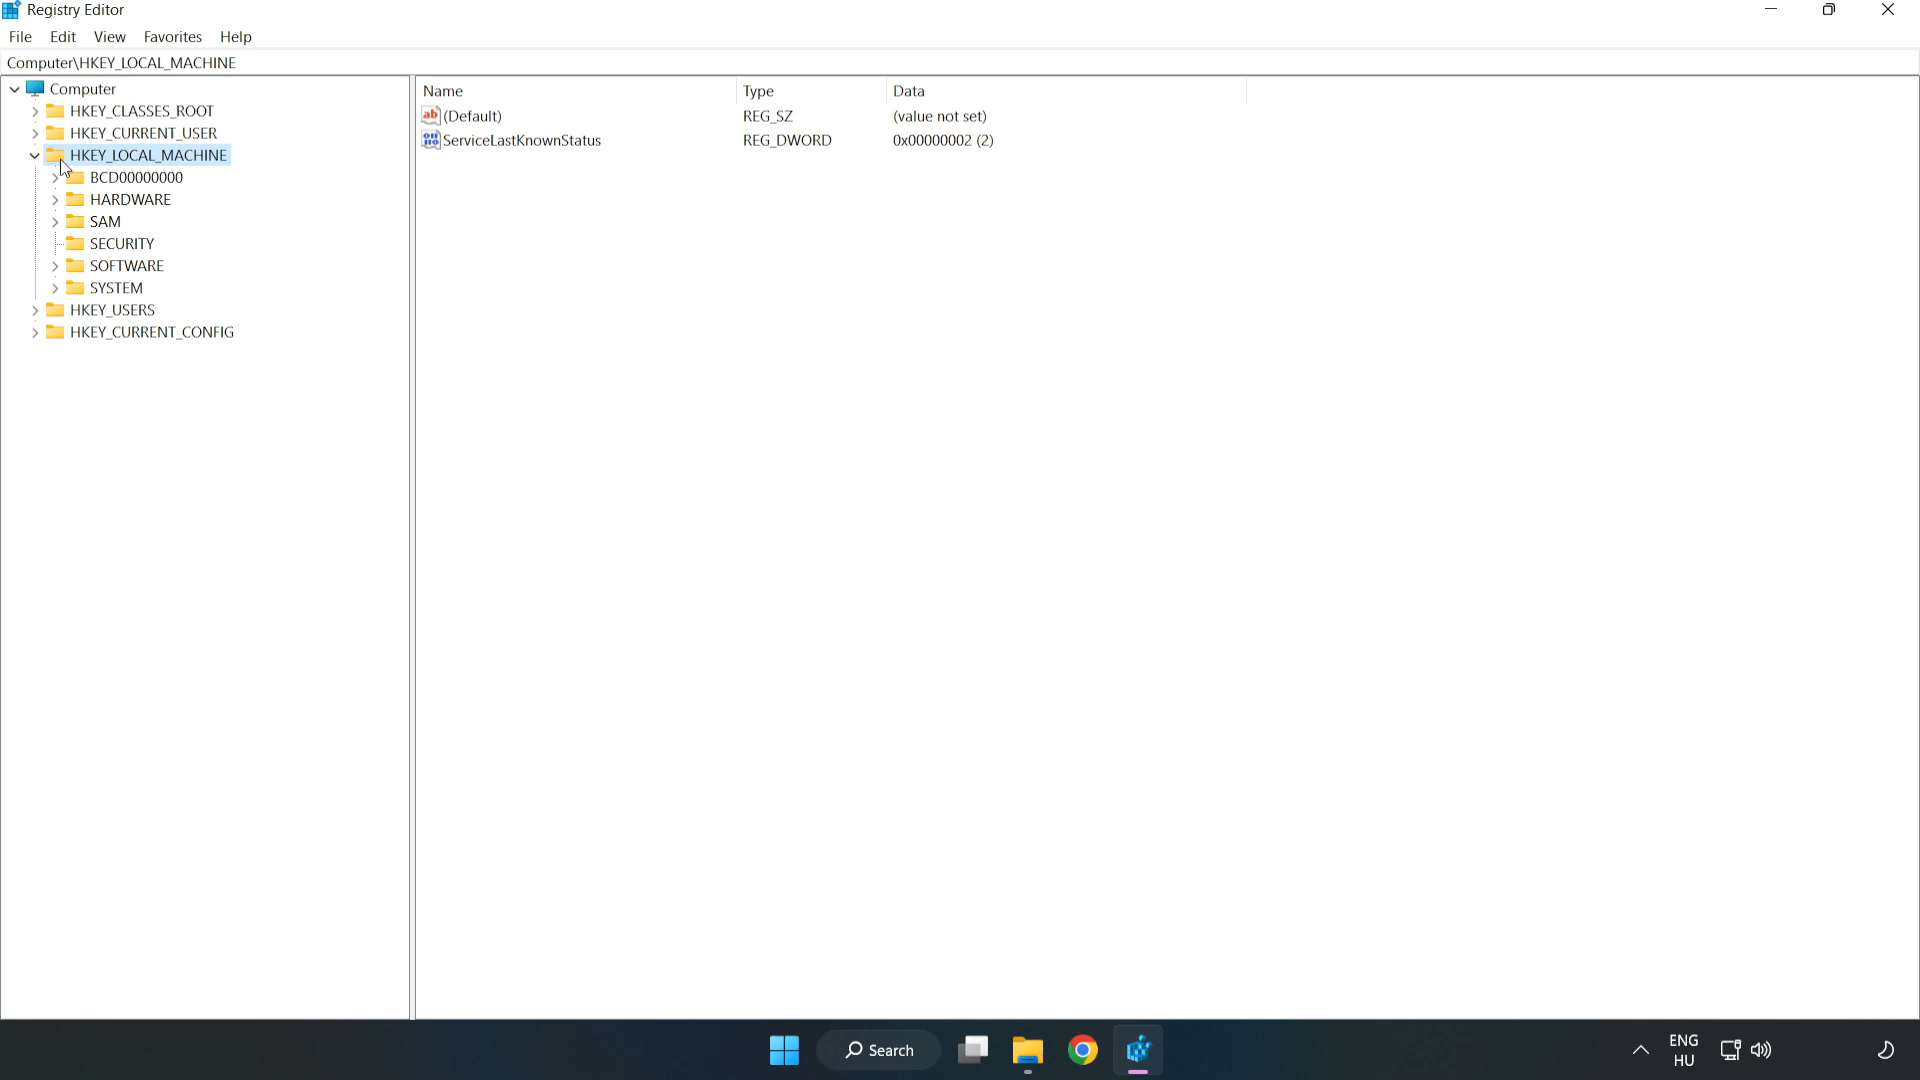 Registry Editor
File Edit View Favorites Help
Computer\HKEY_LOCAL_MACHINE
Computer
HKEY_CLASSES_ROOT
HKEY_CURRENT_USER
HKEY_LOCAL_MACHINE
BCD00000000
HARDWARE
SAM
SECURITY
SOFTWARE
SYSTEM
HKEY_USERS
HKEY_CURRENT_CONFIG
Name Type Data
(Default) REG_SZ (value not set)
ServiceLastKnownStatus REG_DWORD 0x00000002 (2)
Search
ENG
HU